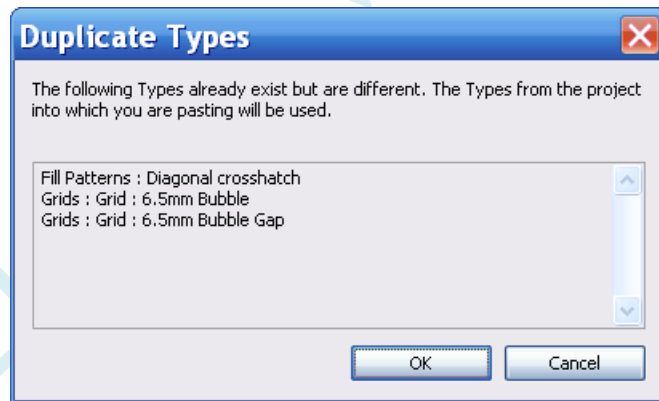 Duplicate Types
The following Types already exist but are different. The Types from the project
into which you are pasting will be used.
Fill Patterns : Diagonal crosshatch
Grids : Grid : 6.5mm Bubble
Grids : Grid : 6.5mm Bubble Gap
OK
Cancel